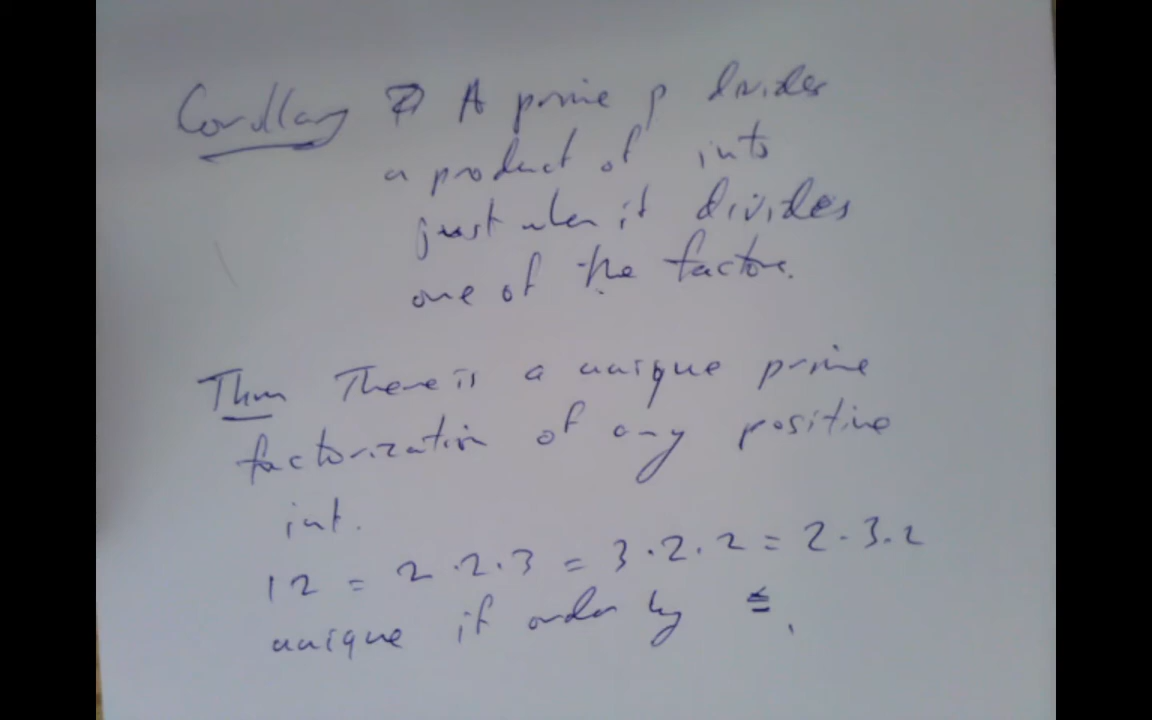 Corollary A prime p divides
a product of ints
just when it divides
one of the factors.
Thm There is a unique prime
factorization of any positive
int.
12 = 2·2·3 = 3·2·2 = 2·3·2
unique if order by ≤.